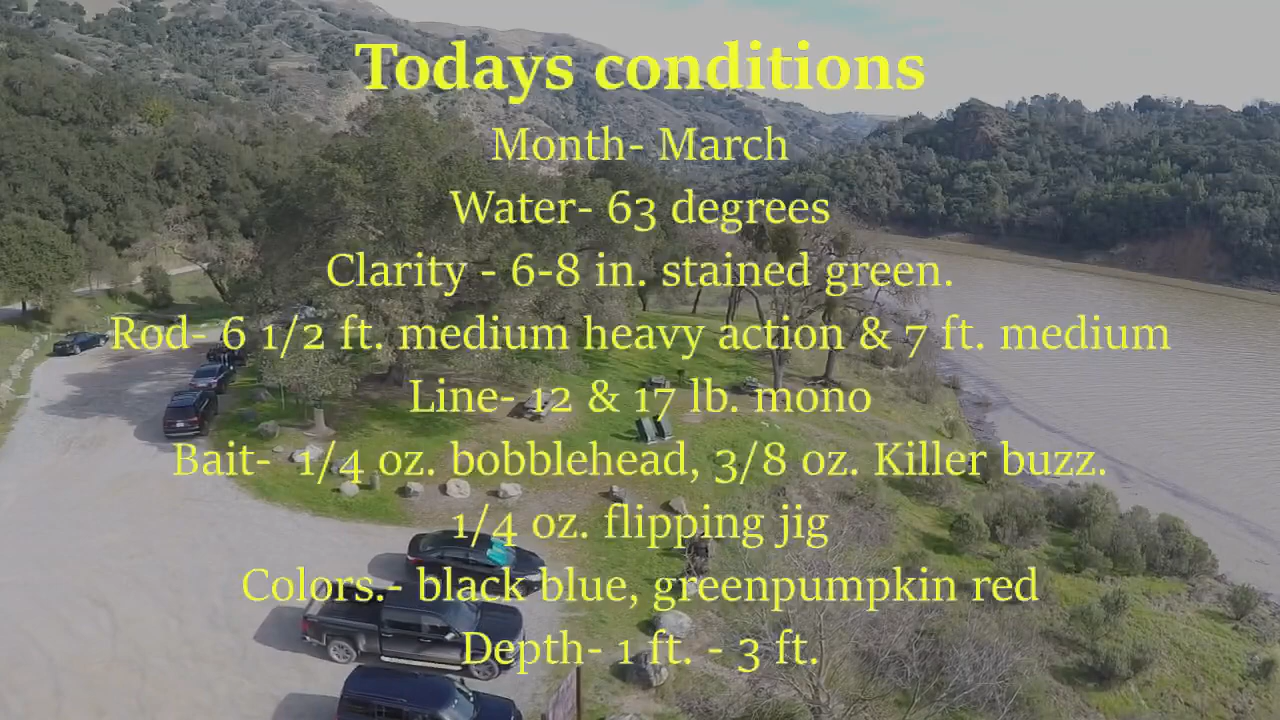 Todays conditions
Month- March
Water- 63 degrees
Clarity - 6-8 in. stained green.
Rod- 6 1/2 ft. medium heavy action & 7 ft. medium
Line- 12 & 17 lb. mono
Bait-  1/4 oz. bobblehead, 3/8 oz. Killer buzz.
1/4 oz. flipping jig
Colors.- black blue, greenpumpkin red
Depth- 1 ft. - 3 ft.